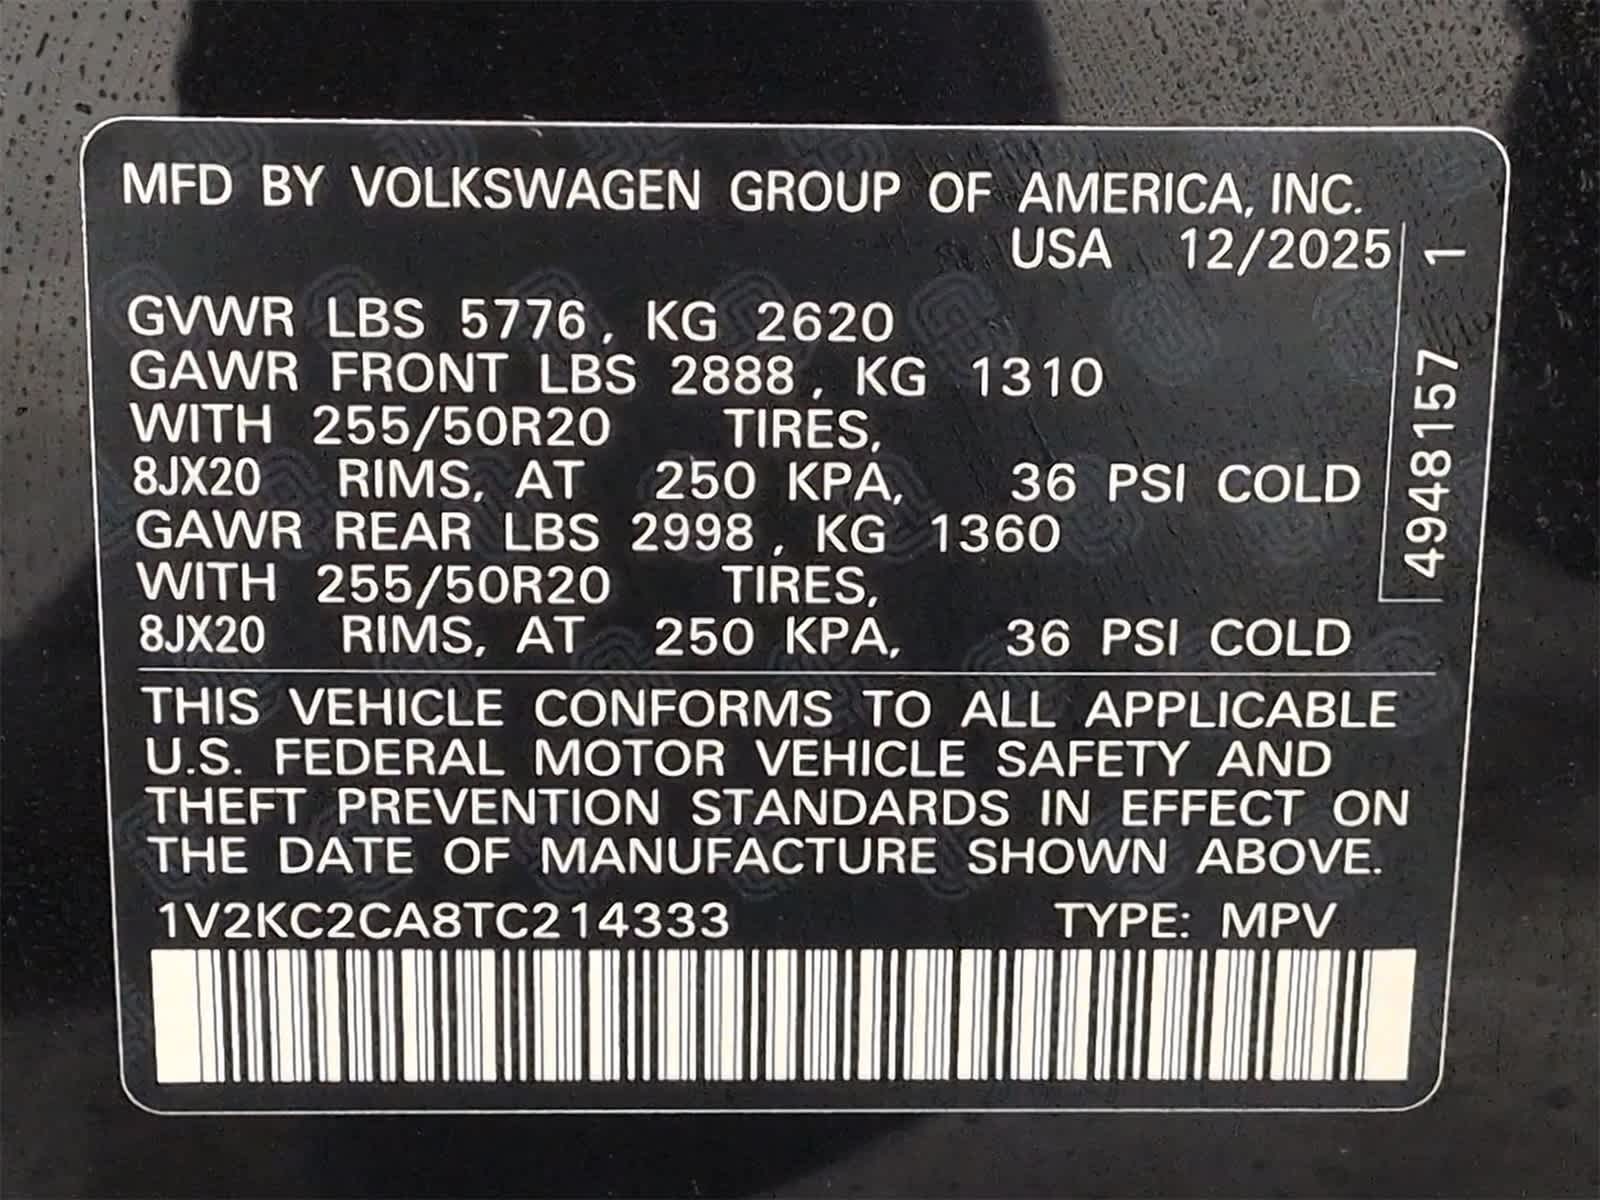 MFD BY VOLKSWAGEN GROUP OF AMERICA, INC.
USA 12/2025
GVWR LBS 5776, KG 2620
GAWR FRONT LBS 2888, KG 1310
WITH 255/50R20 TIRES,
8JX20 RIMS, AT 250 KPA, 36 PSI COLD
GAWR REAR LBS 2998, KG 1360
WITH 255/50R20 TIRES,
8JX20 RIMS, AT 250 KPA, 36 PSI COLD
4948157 1
THIS VEHICLE CONFORMS TO ALL APPLICABLE
U.S. FEDERAL MOTOR VEHICLE SAFETY AND
THEFT PREVENTION STANDARDS IN EFFECT ON
THE DATE OF MANUFACTURE SHOWN ABOVE.
1V2KC2CA8TC214333 TYPE: MPV